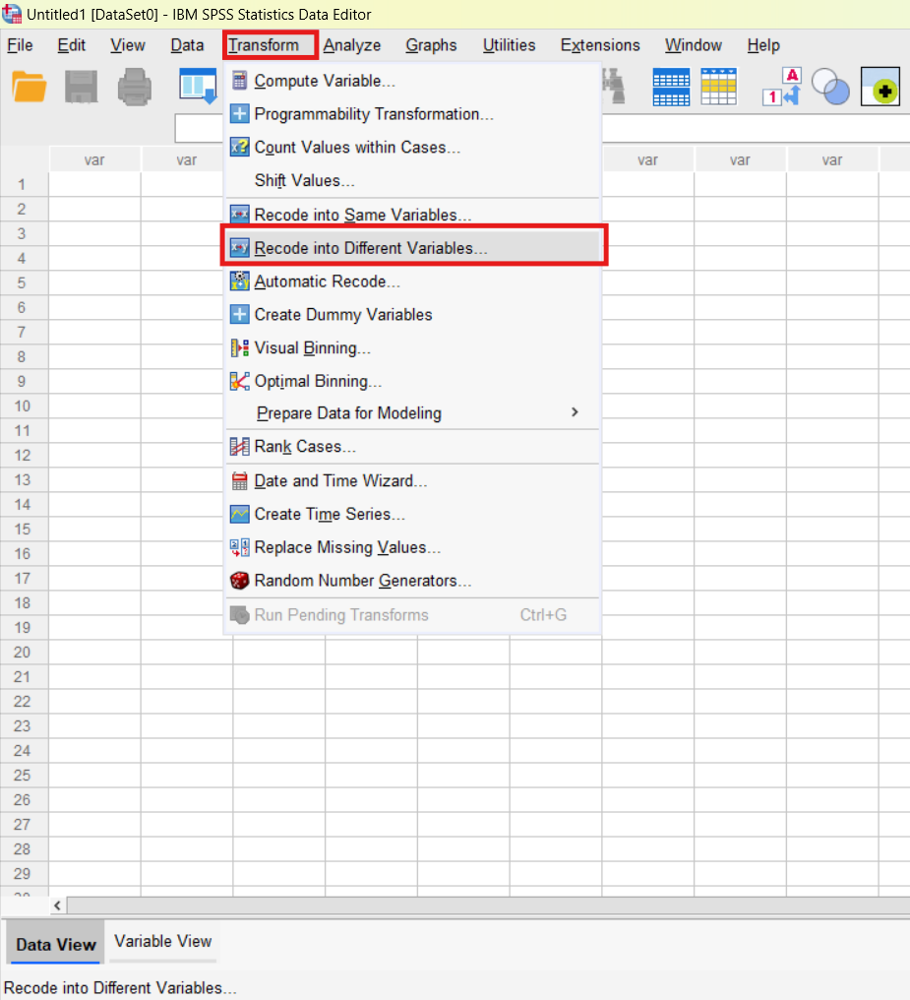 Untitled1 [DataSet0] - IBM SPSS Statistics Data Editor
File Edit View Data Transform Analyze Graphs Utilities Extensions Window Help
A
1
var var var var var
Compute Variable...
Programmability Transformation...
Count Values within Cases...
Shift Values...
Recode into Same Variables...
Recode into Different Variables...
Automatic Recode...
Create Dummy Variables
Visual Binning...
Optimal Binning...
Prepare Data for Modeling
Rank Cases...
Date and Time Wizard...
Create Time Series...
Replace Missing Values...
Random Number Generators...
Run Pending Transforms Ctrl+G
1
2
3
4
5
6
7
8
9
10
11
12
13
14
15
16
17
18
19
20
21
22
23
24
25
26
27
28
29
Data View Variable View
Recode into Different Variables...